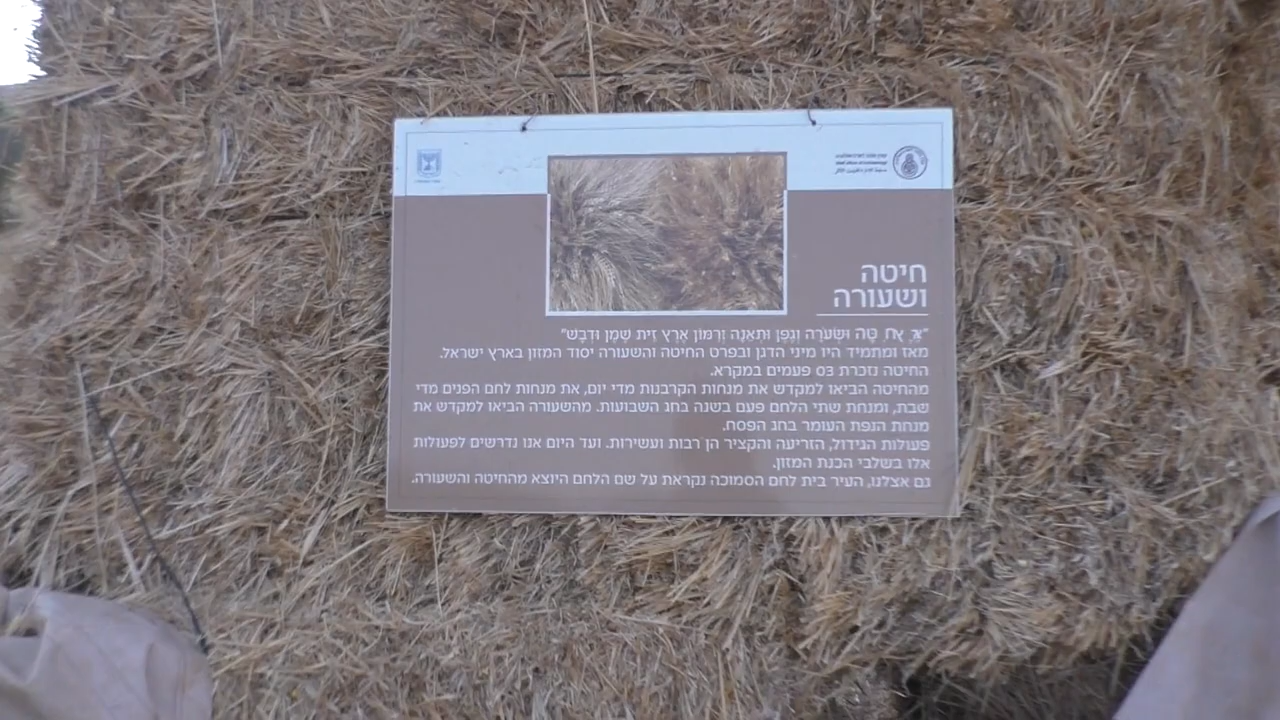 חיטה
ושעורה
טָה וּשְׂעֹרָה וְגֶפֶן וּתְאֵנָה וְרִמּוֹן אֶרֶץ זֵית שֶׁמֶן וּדְבָשׁ"
מאז ומתמיד היו מיני הדגן ובפרט החיטה והשעורה יסוד המזון בארץ ישראל.
החיטה נזכרת 03 פעמים במקרא.
מהחיטה הביאו למקדש את מנחות הקרבנות מדי יום, את מנחות לחם הפנים מדי
שבת, ומנחת שתי הלחם פעם בשנה בחג השבועות. מהשעורה הביאו למקדש את
מנחת הנפת העומר בחג הפסח.
פעולות הגידול, הזריעה והקציר הן רבות ועשירות. ועד היום אנו נדרשים לפעולות
אלו בשלבי הכנת המזון.
גם אצלנו, העיר בית לחם הסמוכה נקראת על שם הלחם היוצא מהחיטה והשעורה.